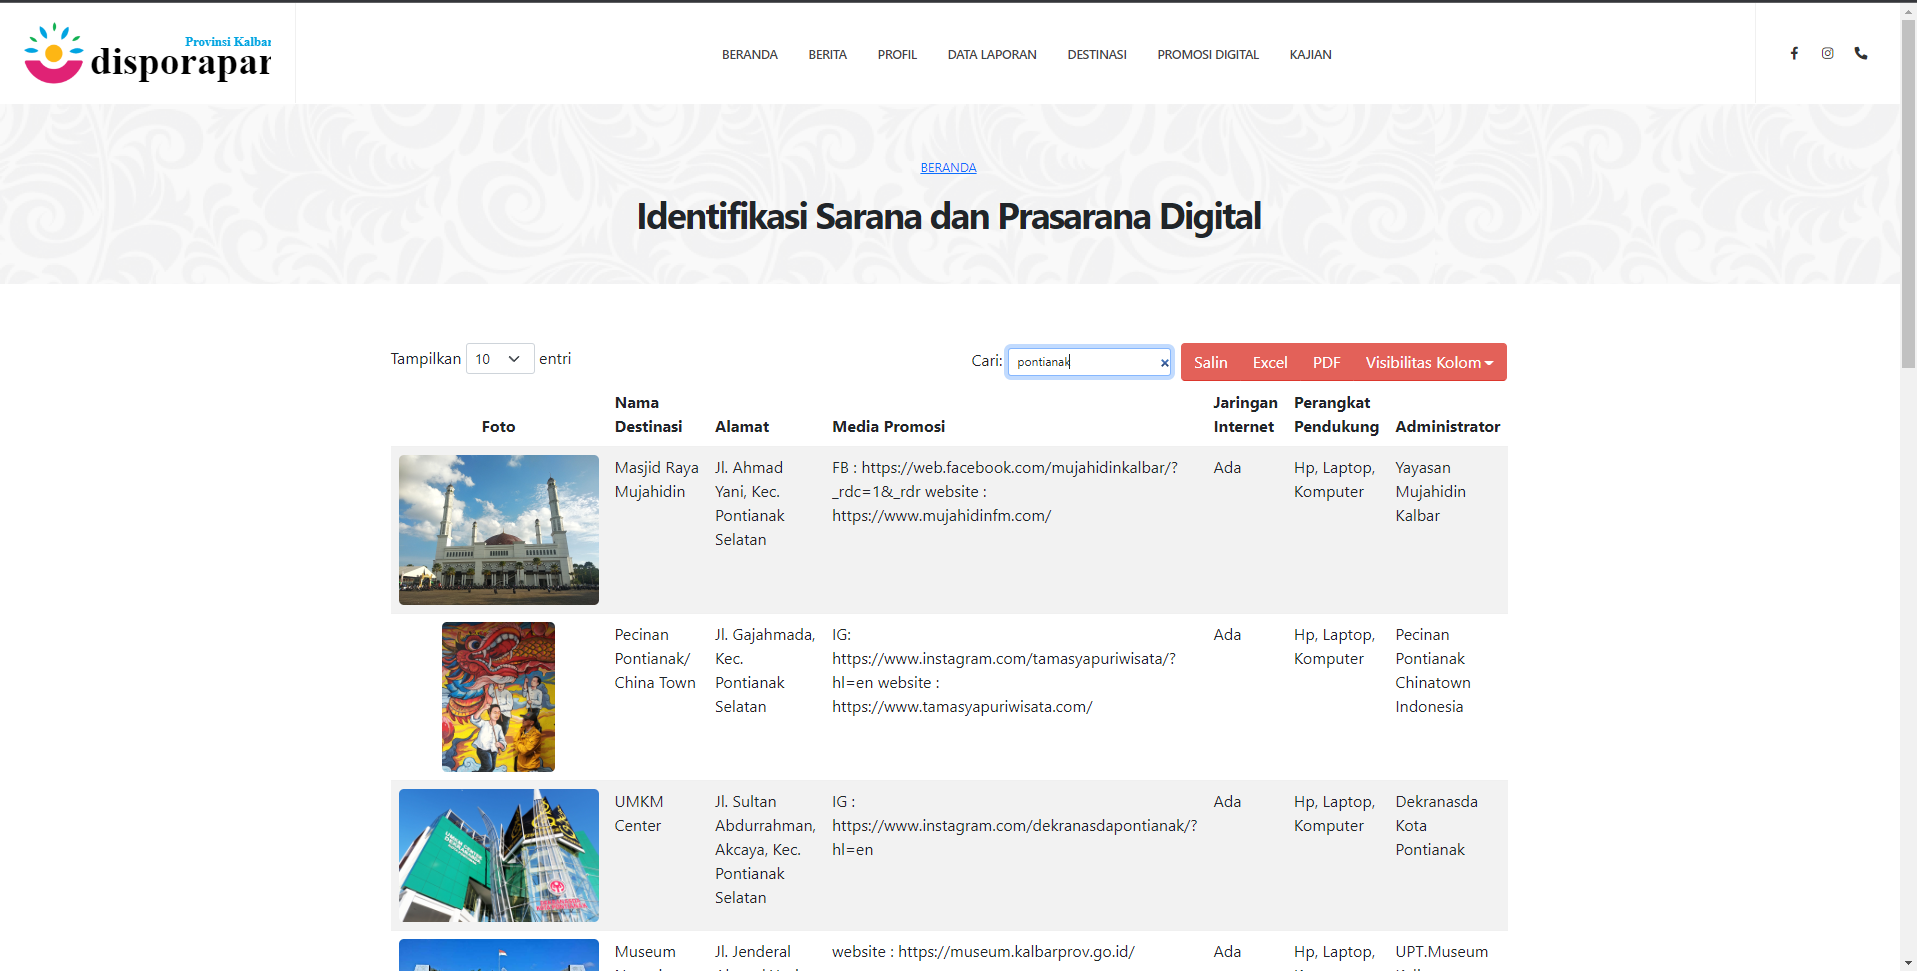 Provinsi Kalbar
disporapar
BERANDA BERITA PROFIL DATA LAPORAN DESTINASI PROMOSI DIGITAL KAJIAN
BERANDA
Identifikasi Sarana dan Prasarana Digital
Tampilkan 10 entri
Cari: pontianak
Salin Excel PDF Visibilitas Kolom
Foto
Nama
Destinasi
Alamat
Media Promosi
Jaringan
Internet
Perangkat
Pendukung
Administrator
Masjid Raya
Mujahidin
Jl. Ahmad
Yani, Kec.
Pontianak
Selatan
FB : https://web.facebook.com/mujahidinkalbar/?
_rdc=1&_rdr website :
https://www.mujahidinfm.com/
Ada
Hp, Laptop,
Komputer
Yayasan
Mujahidin
Kalbar
Pecinan
Pontianak/
China Town
Jl. Gajahmada,
Kec.
Pontianak
Selatan
IG:
https://www.instagram.com/tamasyapuriwisata/?
hl=en website :
https://www.tamasyapuriwisata.com/
Ada
Hp, Laptop,
Komputer
Pecinan
Pontianak
Chinatown
Indonesia
UMKM
Center
Jl. Sultan
Abdurrahman,
Akcaya, Kec.
Pontianak
Selatan
IG :
https://www.instagram.com/dekranasdapontianak/?
hl=en
Ada
Hp, Laptop,
Komputer
Dekranasda
Kota
Pontianak
Museum
Jl. Jenderal
website : https://museum.kalbarprov.go.id/
Ada
Hp, Laptop,
UPT.Museum